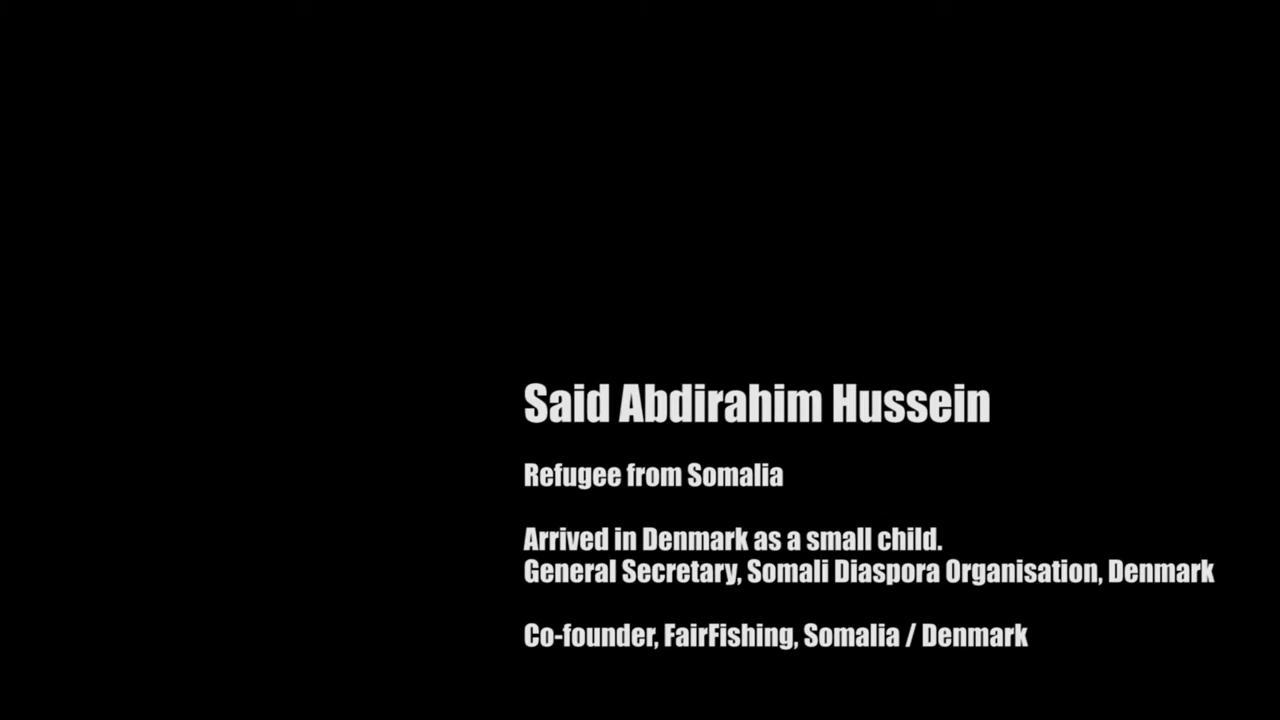 Said Abdirahim Hussein
Refugee from Somalia
Arrived in Denmark as a small child.
General Secretary, Somali Diaspora Organisation, Denmark
Co-founder, FairFishing, Somalia / Denmark